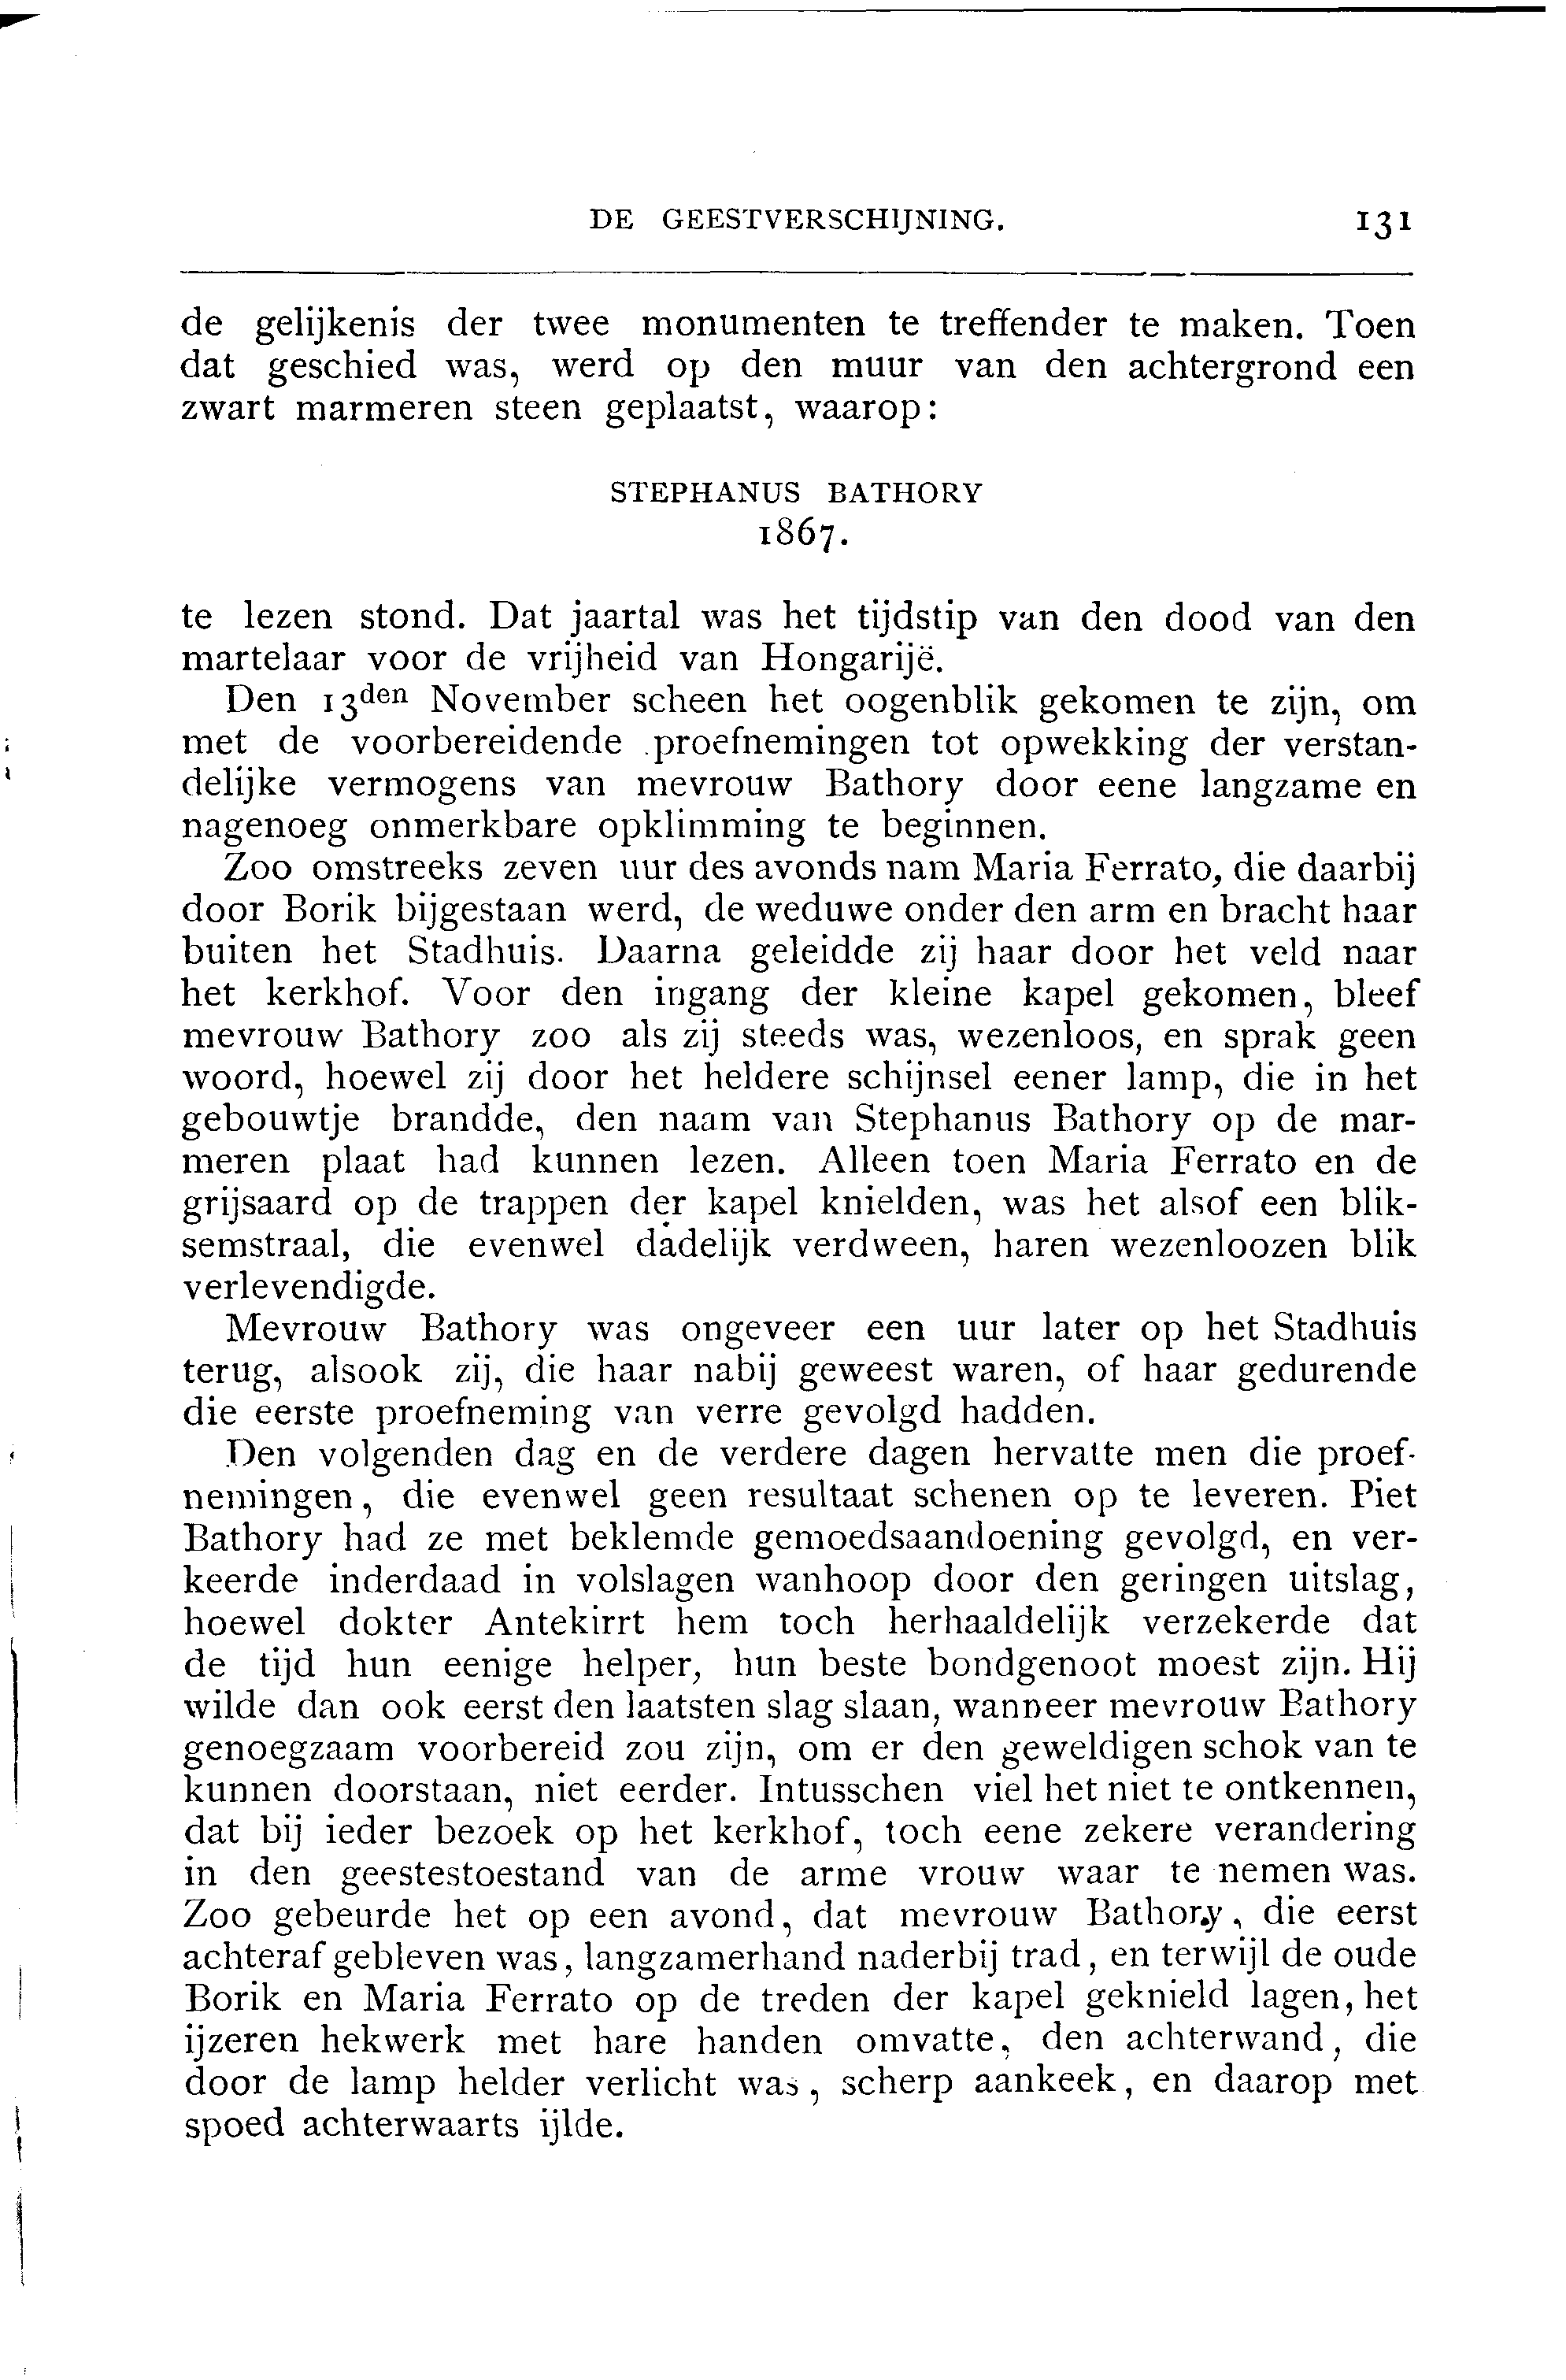 DE GEESTVERSCHIJNING. 131
de gelijkenis der twee monumenten te treffender te maken. Toen
dat geschied was, werd op den muur van den achtergrond een
zwart marmeren steen geplaatst, waarop:
STEPHANUS BATHORY
1867.
te lezen stond. Dat jaartal was het tijdstip van den dood van den
martelaar voor de vrijheid van Hongarijë.
Den 13den November scheen het oogenblik gekomen te zijn, om
met de voorbereidende proefnemingen tot opwekking der verstan-
delijke vermogens van mevrouw Bathory door eene langzame en
nagenoeg onmerkbare opklimming te beginnen.
Zoo omstreeks zeven uur des avonds nam Maria Ferrato, die daarbij
door Borik bijgestaan werd, de weduwe onder den arm en bracht haar
buiten het Stadhuis. Daarna geleidde zij haar door het veld naar
het kerkhof. Voor den ingang der kleine kapel gekomen, bleef
mevrouw Bathory zoo als zij steeds was, wezenloos, en sprak geen
woord, hoewel zij door het heldere schijnsel eener lamp, die in het
gebouwtje brandde, den naam van Stephanus Bathory op de mar-
meren plaat had kunnen lezen. Alleen toen Maria Ferrato en de
grijsaard op de trappen der kapel knielden, was het alsof een blik-
semstraal, die evenwel dadelijk verdween, haren wezenloozen blik
verlevendigde.
Mevrouw Bathory was ongeveer een uur later op het Stadhuis
terug, alsook zij, die haar nabij geweest waren, of haar gedurende
die eerste proefneming van verre gevolgd hadden.
Den volgenden dag en de verdere dagen hervatte men die proef-
nemingen, die evenwel geen resultaat schenen op te leveren. Piet
Bathory had ze met beklemde gemoedsaandoening gevolgd, en ver-
keerde inderdaad in volslagen wanhoop door den geringen uitslag,
hoewel dokter Antekirrt hem toch herhaaldelijk verzekerde dat
de tijd hun eenige helper, hun beste bondgenoot moest zijn. Hij
wilde dan ook eerst den laatsten slag slaan, wanneer mevrouw Bathory
genoegzaam voorbereid zou zijn, om er den geweldigen schok van te
kunnen doorstaan, niet eerder. Intusschen viel het niet te ontkennen,
dat bij ieder bezoek op het kerkhof, toch eene zekere verandering
in den geestestoestand van de arme vrouw waar te nemen was.
Zoo gebeurde het op een avond, dat mevrouw Bathory, die eerst
achteraf gebleven was, langzamerhand naderbij trad, en terwijl de oude
Borik en Maria Ferrato op de treden der kapel geknield lagen, het
ijzeren hekwerk met hare handen omvatte, den achterwand, die
door de lamp helder verlicht was, scherp aankeek, en daarop met
spoed achterwaarts ijlde.